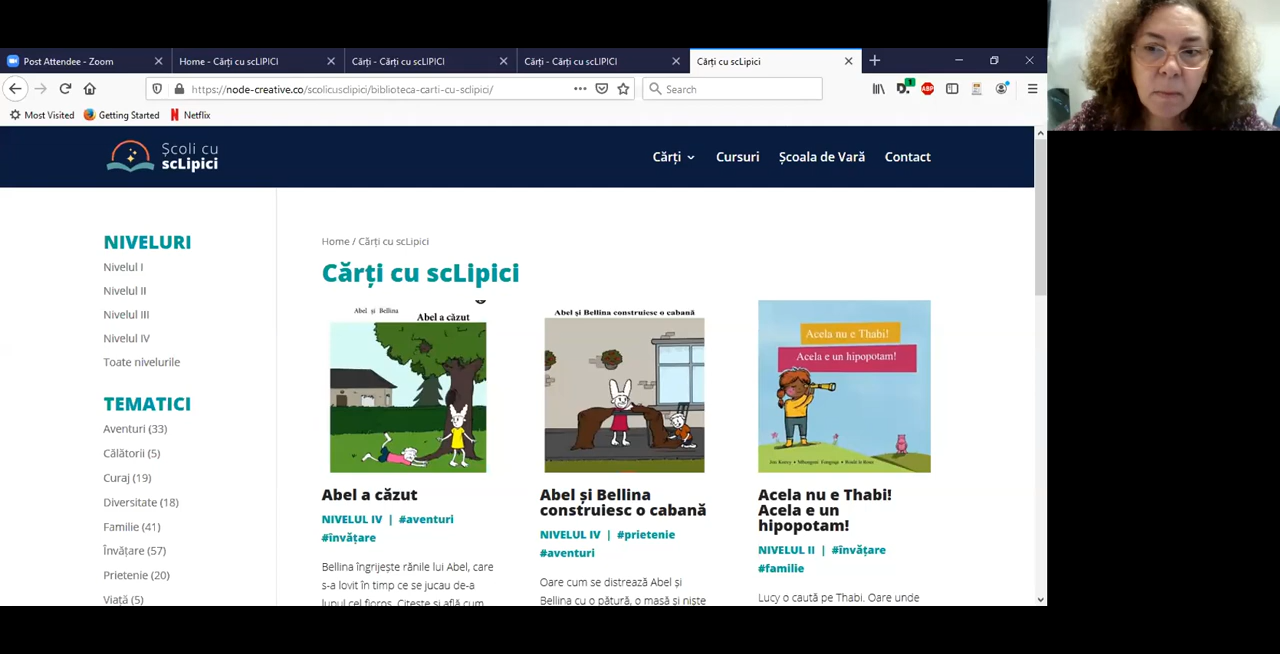 Post Attendee - Zoom
Home - Cărți cu scLIPICI
Cărți - Cărți cu scLIPICI
Cărți - Cărți cu scLIPICI
Cărți cu scLipici
https://node-creative.co/scolicusclipici/biblioteca-carti-cu-sclipici/
Search
Most Visited
Getting Started
Netflix
Școli cu
scLipici
Cărți
Cursuri
Școala de Vară
Contact
NIVELURI
Nivelul I
Nivelul II
Nivelul III
Nivelul IV
Toate nivelurile
TEMATICI
Aventuri (33)
Călătorii (5)
Curaj (19)
Diversitate (18)
Familie (41)
Învățare (57)
Prietenie (20)
Viață (5)
Home / Cărți cu scLipici
Cărți cu scLipici
Abel și Bellina
Abel a căzut
Abel a căzut
NIVELUL IV | #aventuri
#învățare
Bellina îngrijește rănile lui Abel, care
s-a lovit în timp ce se jucau de-a
lupul cel fioros. Citește și află cum
Abel și Bellina construiesc o cabană
Abel și Bellina
construiesc o cabană
NIVELUL IV | #prietenie
#aventuri
Oare cum se distrează Abel și
Bellina cu o pătură, o masă și niște
Acela nu e Thabi!
Acela e un hipopotam!
Acela nu e Thabi!
Acela e un
hipopotam!
NIVELUL II | #învățare
#familie
Lucy o caută pe Thabi. Oare unde